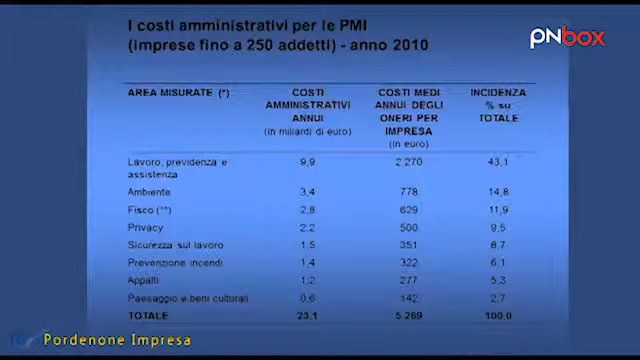 I costi amministrativi per le PMI
(imprese fino a 250 addetti) - anno 2010
pnbox
AREA MISURATE (*) COSTI AMMINISTRATIVI ANNUI (in miliardi di euro) COSTI MEDI ANNUI DEGLI ONERI PER IMPRESA (in euro) INCIDENZA % su TOTALE
Lavoro, previdenza e assistenza 9,9 2.270 43,1
Ambiente 3,4 778 14,8
Fisco (**) 2,8 629 11,9
Privacy 2,2 500 9,5
Sicurezza sul lavoro 1,5 351 6,7
Prevenzione incendi 1,4 322 6,1
Appalti 1,2 277 5,3
Paesaggio e beni culturali 0,6 142 2,7
TOTALE 23,1 5.269 100,0
Pordenone Impresa